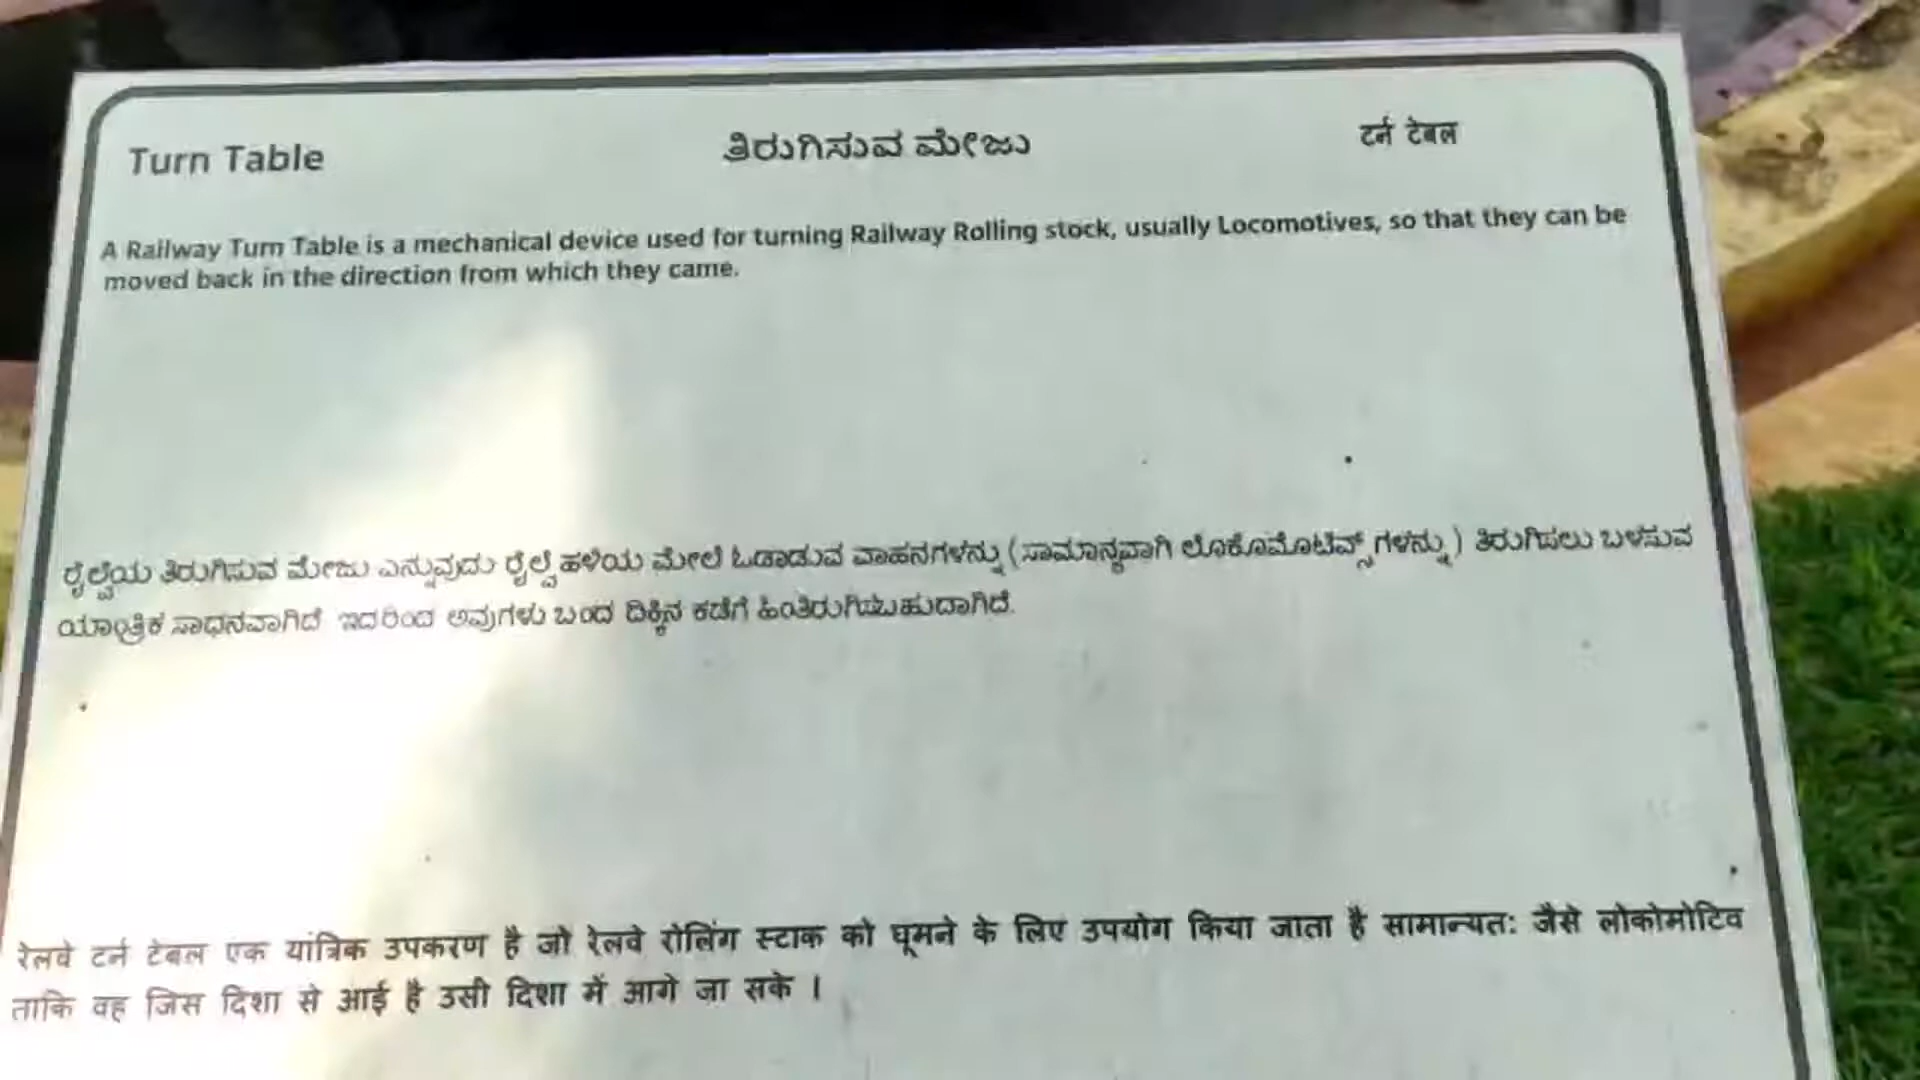 Turn Table
ತಿರುಗಿಸುವ ಮೇಜು
टर्न टेबल
A Railway Turn Table is a mechanical device used for turning Railway Rolling stock, usually Locomotives, so that they can be
moved back in the direction from which they came.
ರೈಲ್ವೆಯ ತಿರುಗಿಸುವ ಮೇಜು ಎನ್ನುವುದು ರೈಲ್ವೆ ಹಳಿಯ ಮೇಲೆ ಓಡಾಡುವ ವಾಹನಗಳನ್ನು (ಸಾಮಾನ್ಯವಾಗಿ ಲೊಕೊಮೊಟಿವ್ಸ್ ಗಳನ್ನು) ತಿರುಗಿಸಲು ಬಳಸುವ
ಯಾಂತ್ರಿಕ ಸಾಧನವಾಗಿದೆ ಇದರಿಂದ ಅವುಗಳು ಬಂದ ದಿಕ್ಕಿನ ಕಡೆಗೆ ಹಿಂತಿರುಗಿಸಬಹುದಾಗಿದೆ.
रेलवे टर्न टेबल एक यांत्रिक उपकरण है जो रेलवे रोलिंग स्टाक को घूमने के लिए उपयोग किया जाता है सामान्यतः जैसे लोकोमोटिव
ताकि वह जिस दिशा से आई है उसी दिशा में आगे जा सके ।